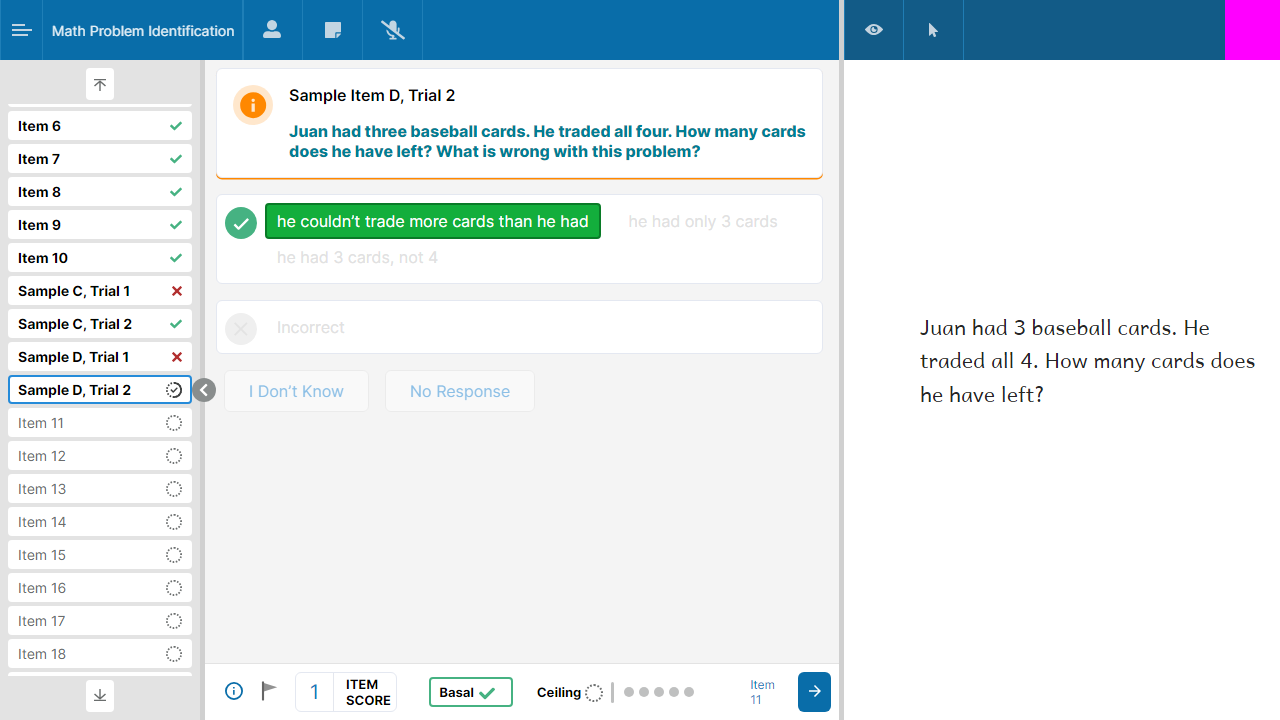 Math Problem Identification
Item 6
Item 7
Item 8
Item 9
Item 10
Sample C, Trial 1
Sample C, Trial 2
Sample D, Trial 1
Sample D, Trial 2
Item 11
Item 12
Item 13
Item 14
Item 15
Item 16
Item 17
Item 18
Sample Item D, Trial 2
Juan had three baseball cards. He traded all four. How many cards
does he have left? What is wrong with this problem?
he couldn’t trade more cards than he had
he had only 3 cards
he had 3 cards, not 4
Incorrect
I Don’t Know
No Response
1
ITEM
SCORE
Basal
Ceiling
Item
11
Juan had 3 baseball cards. He
traded all 4. How many cards does
he have left?